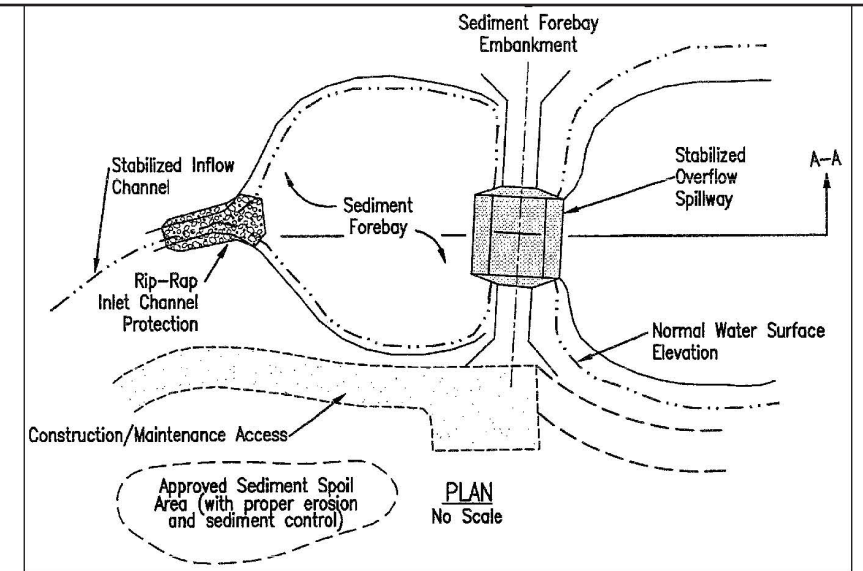 Sediment Forebay
Embankment
Stabilized Inflow
Channel
Stabilized
Overflow
Spillway
A-A
Sediment
Forebay
Rip-Rap
Inlet Channel
Protection
Normal Water Surface
Elevation
Construction/Maintenance Access
Approved Sediment Spoil
Area (with proper erosion
and sediment control)
PLAN
No Scale